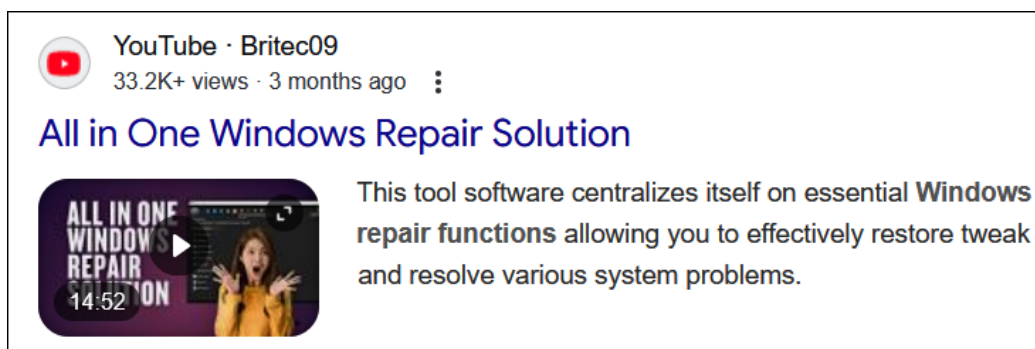 YouTube · Britec09
33.2K+ views · 3 months ago
All in One Windows Repair Solution
ALL IN ONE
WINDOWS
REPAIR
SOLUTION
14:52
This tool software centralizes itself on essential Windows
repair functions allowing you to effectively restore tweak
and resolve various system problems.